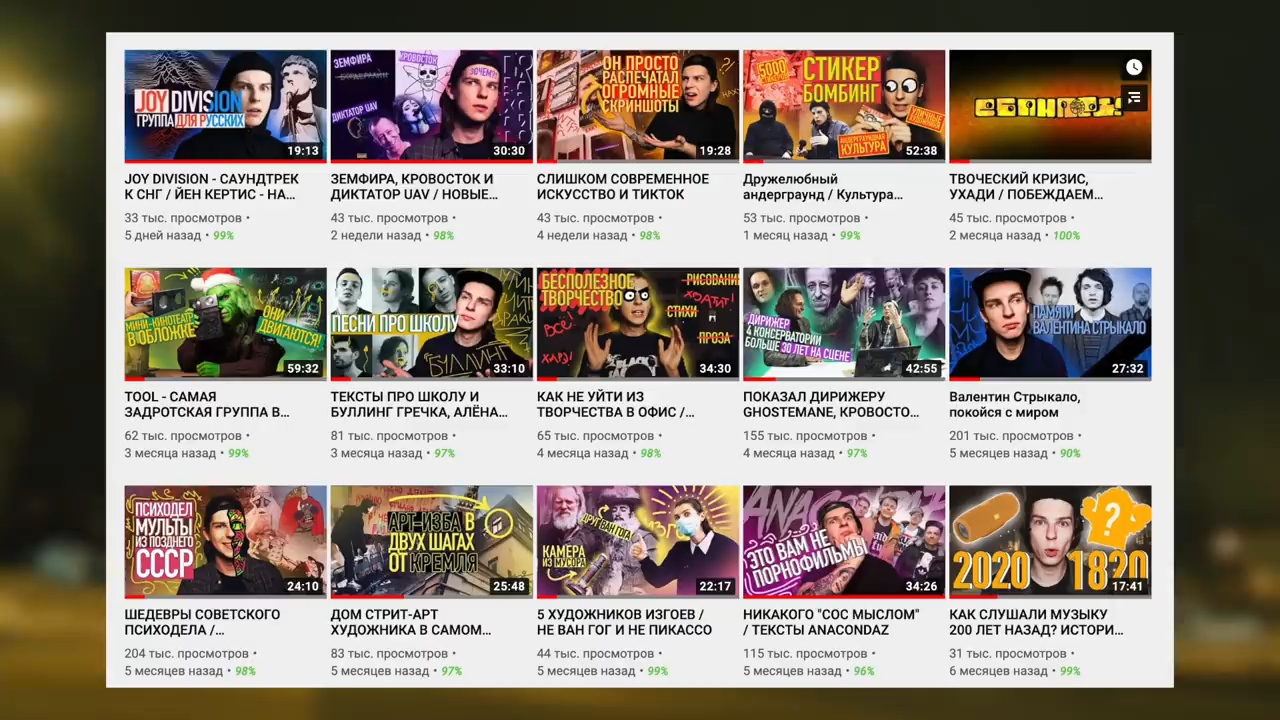 JOY DIVISION
ГРУППА ДЛЯ РУССКИХ
19:13
JOY DIVISION - САУНДТРЕК
К СНГ / ЙЕН КЕРТИС - НА...
33 тыс. просмотров •
5 дней назад • 99%
ЗЕМФИРА
БОРДЕРЛАЙН
КРОВОСТОК
ЗОЧЕМ?!
ДИКТАТОР UAV
30:30
ЗЕМФИРА, КРОВОСТОК И
ДИКТАТОР UAV / НОВЫЕ...
43 тыс. просмотров •
2 недели назад • 98%
ОН ПРОСТО
РАСПЕЧАТАЛ
ОГРОМНЫЕ
СКРИНШОТЫ
19:28
СЛИШКОМ СОВРЕМЕННОЕ
ИСКУССТВО И ТИКТОК
43 тыс. просмотров •
4 недели назад • 98%
5000
СТИКЕР
БОМБИНГ
УЛИЧНЫЕ
ХУДОЖНИКИ
АНДЕГРАУНДНАЯ
КУЛЬТУРА
52:38
Дружелюбный
андерграунд / Культура...
53 тыс. просмотров •
1 месяц назад • 99%
ТВОЧЕСКИЙ КРИЗИС,
УХАДИ / ПОБЕЖДАЕМ...
45 тыс. просмотров •
2 месяца назад • 100%
МИНИ-КИНОТЕАТР
В ОБЛОЖКЕ
ОНИ
ДВИГАЮТСЯ!
59:32
TOOL - САМАЯ
ЗАДРОТСКАЯ ГРУППА В...
62 тыс. просмотров •
3 месяца назад • 99%
ПЕСНИ ПРО ШКОЛУ
БУЛЛИНГ
33:10
ТЕКСТЫ ПРО ШКОЛУ И
БУЛЛИНГ ГРЕЧКА, АЛЁНА...
81 тыс. просмотров •
3 месяца назад • 97%
БЕСПОЛЕЗНОЕ
ТВОРЧЕСТВО
РИСОВАНИ
ХВАТИТ!
СТИХИ
ПРОЗА
ВСЁ!
ХАРЭ!
BLACK
34:30
КАК НЕ УЙТИ ИЗ
ТВОРЧЕСТВА В ОФИС /...
65 тыс. просмотров •
4 месяца назад • 98%
ДИРИЖЕР
4 КОНСЕРВАТОРИИ
БОЛЬШЕ 30 ЛЕТ НА СЦЕНЕ
42:55
ПОКАЗАЛ ДИРИЖЕРУ
GHOSTEMANE, КРОВОСТО...
155 тыс. просмотров •
4 месяца назад • 97%
ПАМЯТИ
ВАЛЕНТИНА СТРЫКАЛО
27:32
Валентин Стрыкало,
покойся с миром
201 тыс. просмотров •
5 месяцев назад • 90%
ПСИХОДЕЛ
МУЛЬТЫ
ИЗ ПОЗДНЕГО
СССР
24:10
ШЕДЕВРЫ СОВЕТСКОГО
ПСИХОДЕЛА /...
204 тыс. просмотров •
5 месяцев назад • 98%
АРТ-ИЗБА В
ДВУХ ШАГАХ
ОТ КРЕМЛЯ
25:48
ДОМ СТРИТ-АРТ
ХУДОЖНИКА В САМОМ...
83 тыс. просмотров •
5 месяцев назад • 97%
ДРУГ ВАН ГОГА
КАМЕРА
ИЗ МУСОРА
22:17
5 ХУДОЖНИКОВ ИЗГОЕВ /
НЕ ВАН ГОГ И НЕ ПИКАССО
44 тыс. просмотров •
5 месяцев назад • 99%
ANACONDAZ
ЭТО ВАМ НЕ
ПОРНОФИЛЬМЫ
34:26
НИКАКОГО "СОС МЫСЛОМ"
/ ТЕКСТЫ ANACONDAZ
115 тыс. просмотров •
5 месяцев назад • 96%
?
2020
1820
17:41
КАК СЛУШАЛИ МУЗЫКУ
200 ЛЕТ НАЗАД? ИСТОРИ...
31 тыс. просмотров •
6 месяцев назад • 99%